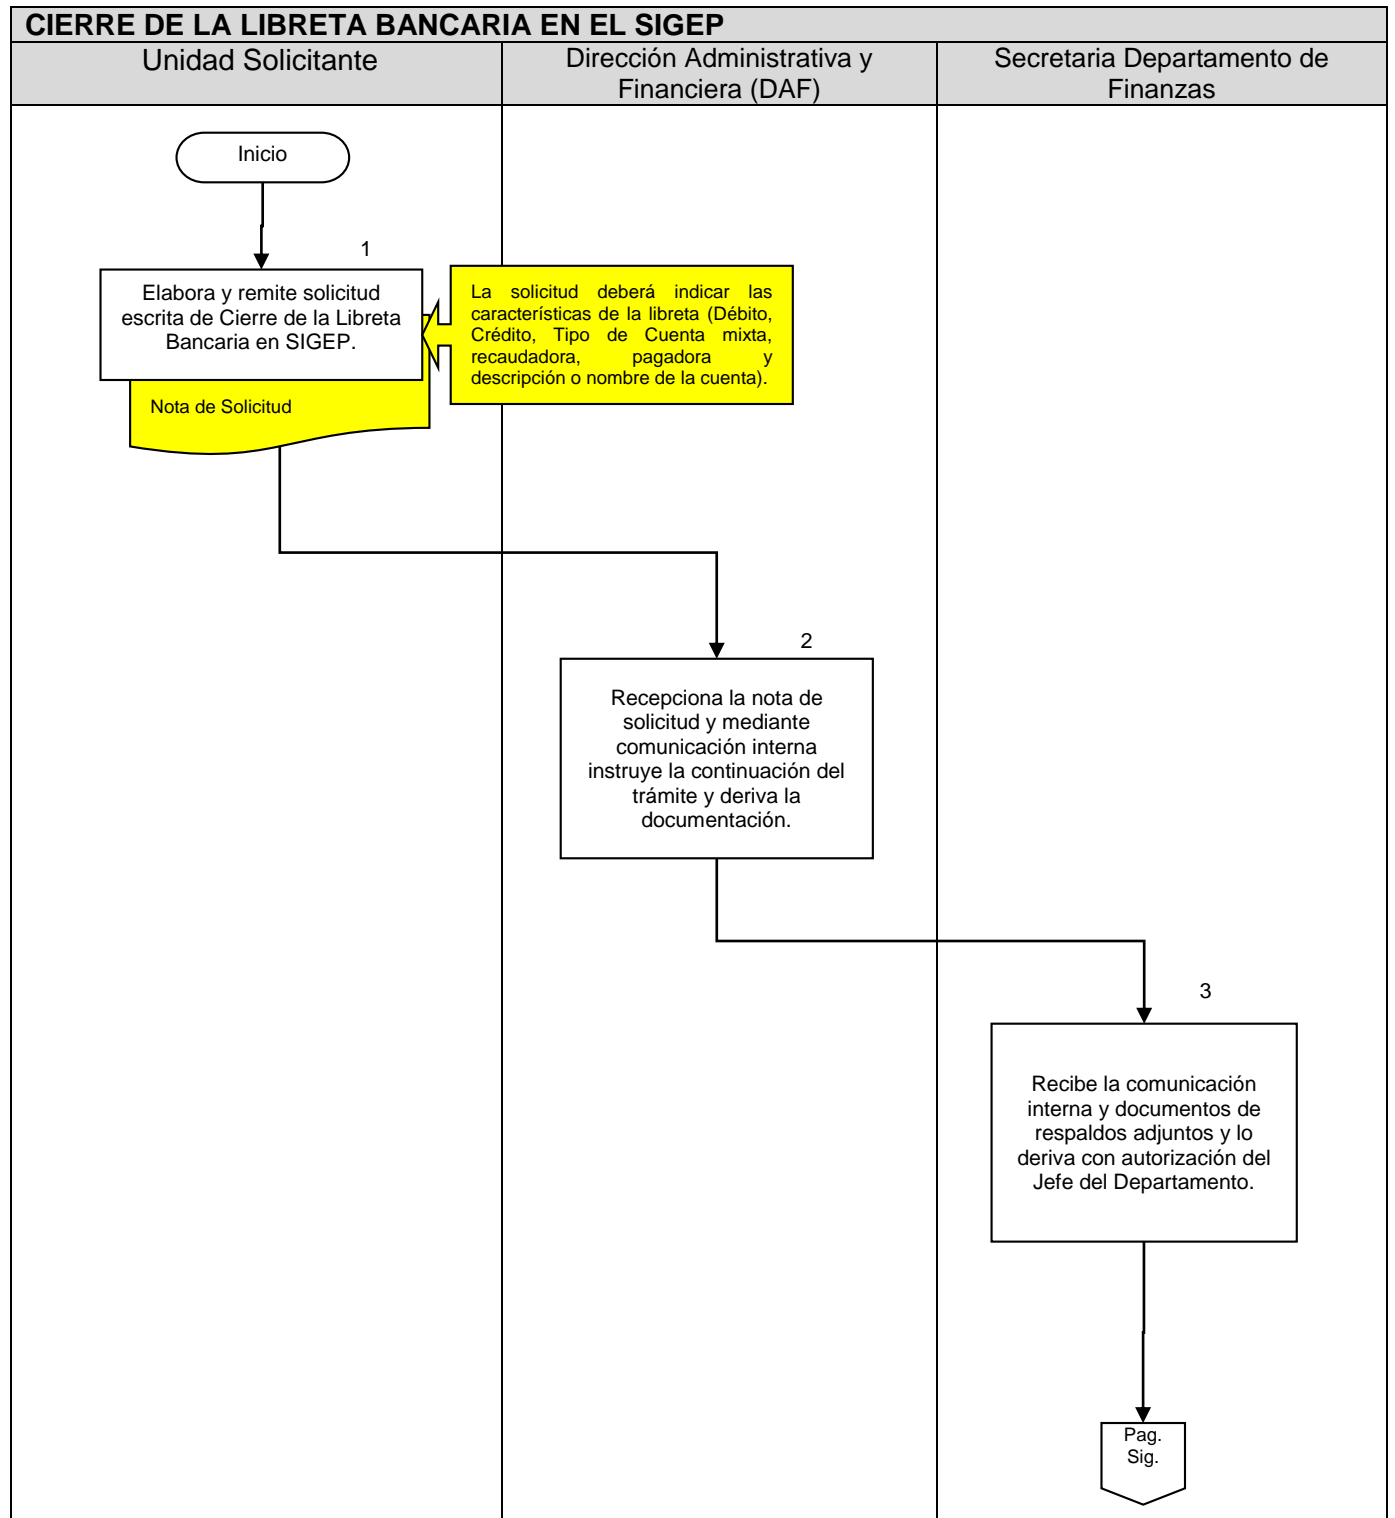 CIERRE DE LA LIBRETA BANCARIA EN EL SIGEP
Unidad Solicitante
Dirección Administrativa y
Financiera (DAF)
Secretaria Departamento de
Finanzas
Inicio
1
Elabora y remite solicitud
escrita de Cierre de la Libreta
Bancaria en SIGEP.
La solicitud deberá indicar las
características de la libreta (Débito,
Crédito, Tipo de Cuenta mixta,
recaudadora, pagadora y
descripción o nombre de la cuenta).
Nota de Solicitud
2
Recepciona la nota de
solicitud y mediante
comunicación interna
instruye la continuación del
trámite y deriva la
documentación.
3
Recibe la comunicación
interna y documentos de
respaldos adjuntos y lo
deriva con autorización del
Jefe del Departamento.
Pag.
Sig.